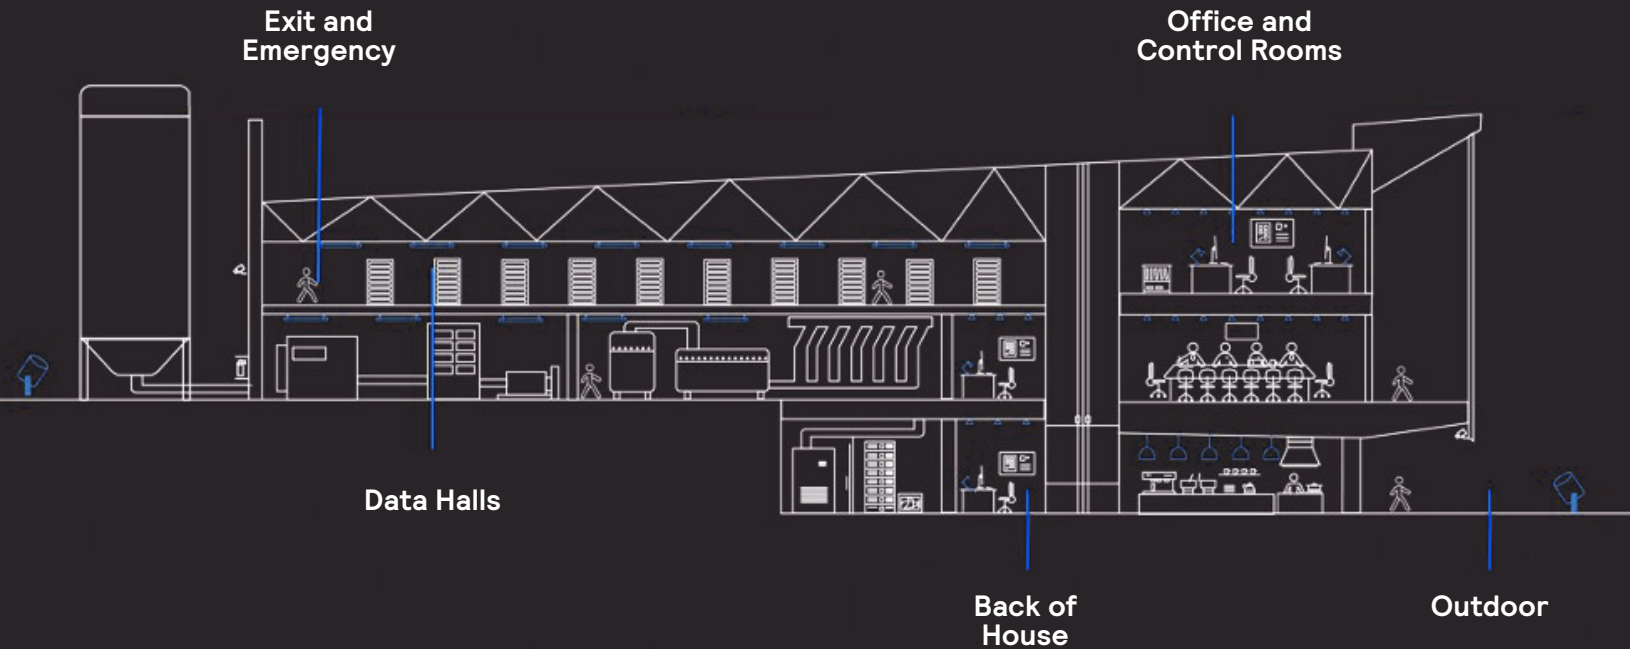 Exit and
Emergency
Office and
Control Rooms
Data Halls
Back of
House
Outdoor